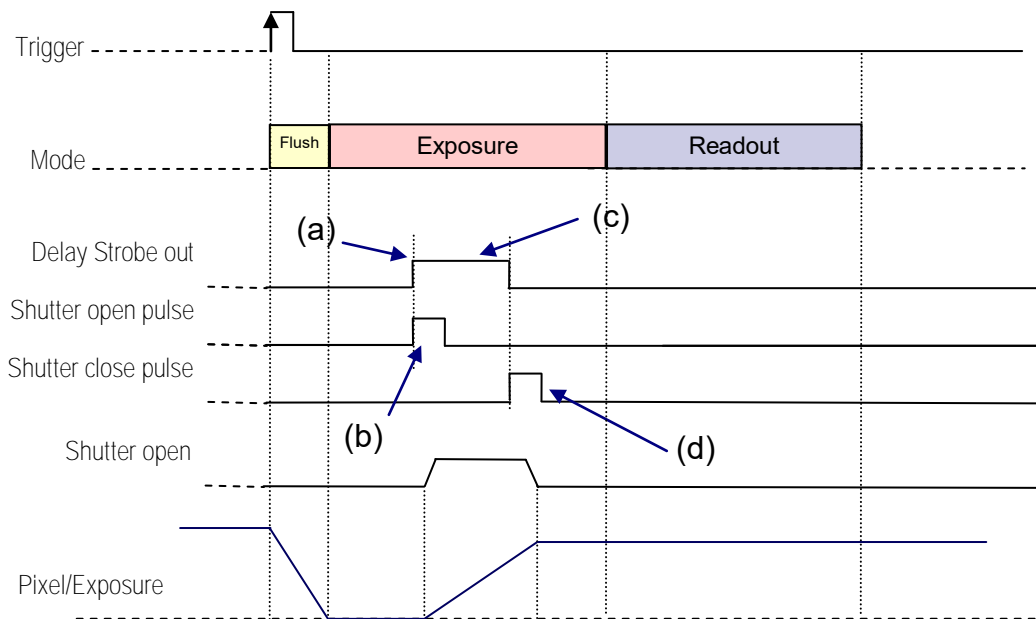 Trigger
Flush
Exposure
Readout
Mode
(a)
(c)
Delay Strobe out
Shutter open pulse
Shutter close pulse
(b)
(d)
Shutter open
Pixel/Exposure